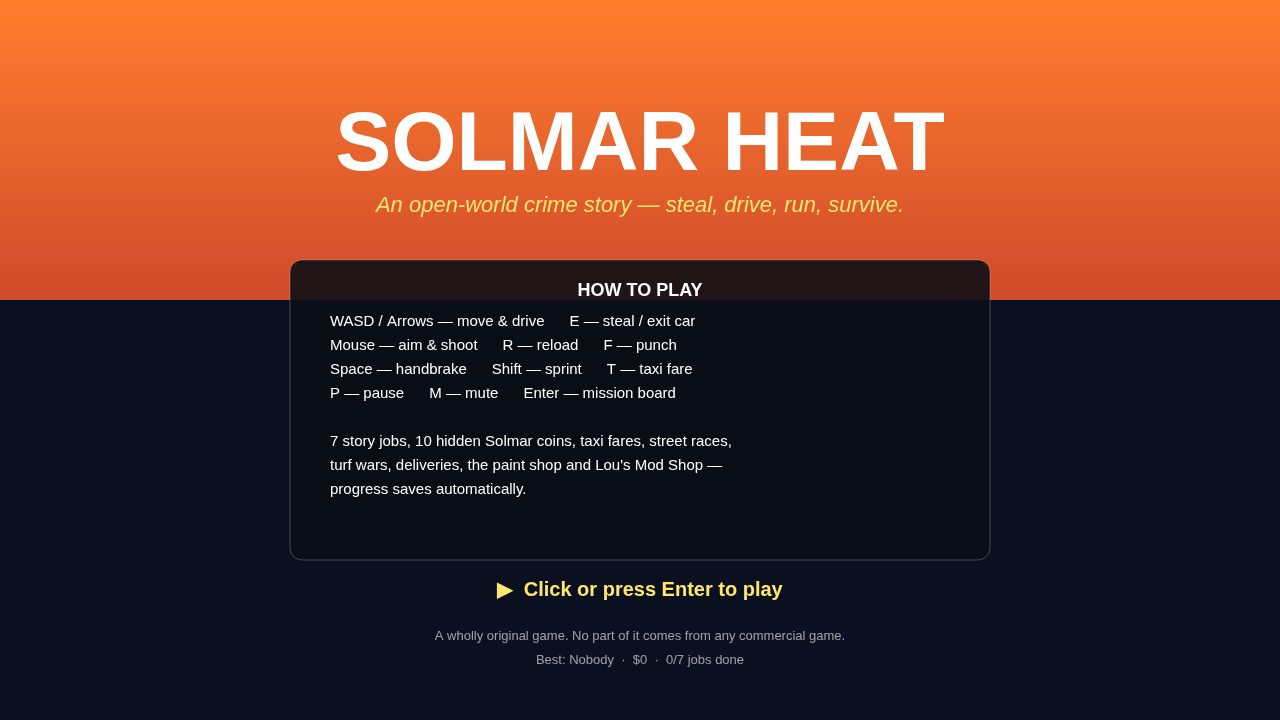 SOLMAR HEAT
An open-world crime story — steal, drive, run, survive.
HOW TO PLAY
WASD / Arrows — move & drive      E — steal / exit car
Mouse — aim & shoot      R — reload      F — punch
Space — handbrake      Shift — sprint      T — taxi fare
P — pause      M — mute      Enter — mission board
7 story jobs, 10 hidden Solmar coins, taxi fares, street races,
turf wars, deliveries, the paint shop and Lou's Mod Shop —
progress saves automatically.
▶ Click or press Enter to play
A wholly original game. No part of it comes from any commercial game.
Best: Nobody · $0 · 0/7 jobs done